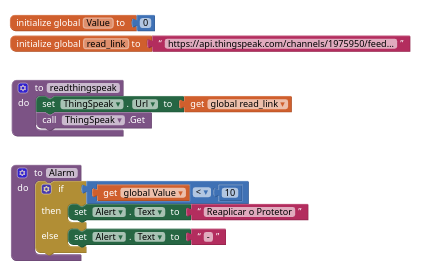 initialize global Value to 0
initialize global read_link to " https://api.thingspeak.com/channels/1975950/feed... "
to readthingspeak
do set ThingSpeak . Url to get global read_link
call ThingSpeak .Get
to Alarm
do if get global Value < 10
then set Alert . Text to " Reaplicar o Protetor "
else set Alert . Text to " - "